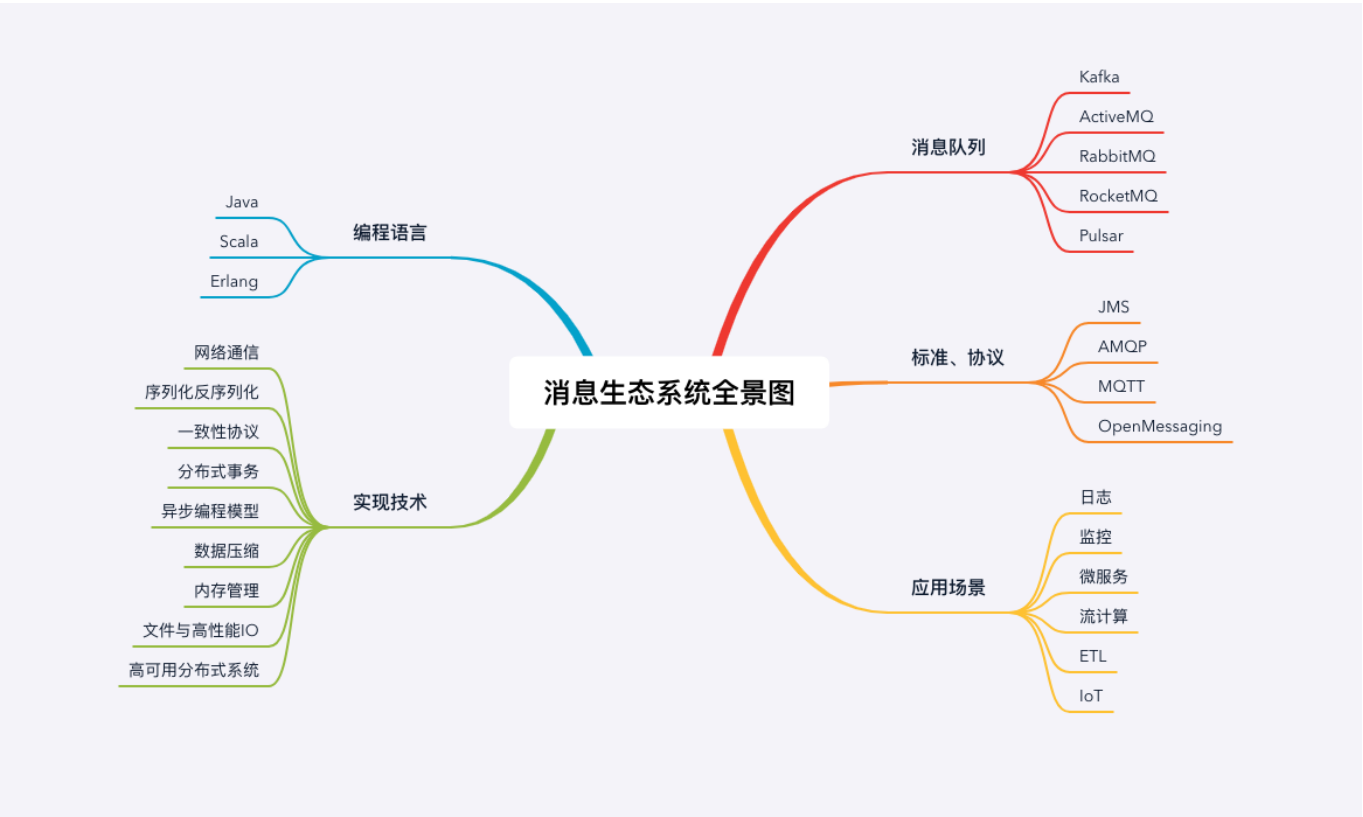 消息生态系统全景图
消息队列
Kafka
ActiveMQ
RabbitMQ
RocketMQ
Pulsar
标准、协议
JMS
AMQP
MQTT
OpenMessaging
应用场景
日志
监控
微服务
流计算
ETL
IoT
编程语言
Java
Scala
Erlang
实现技术
网络通信
序列化反序列化
一致性协议
分布式事务
异步编程模型
数据压缩
内存管理
文件与高性能IO
高可用分布式系统